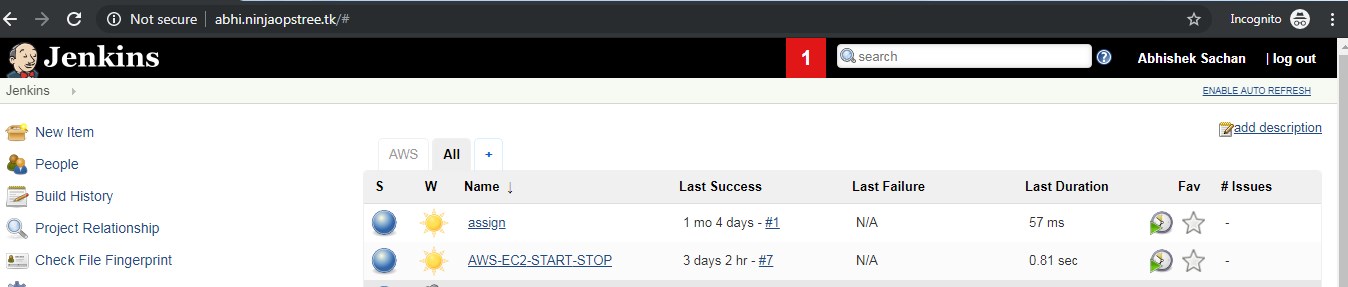 Not secure | abhi.ninjaopstree.tk/# Incognito
Jenkins 1 search ? Abhishek Sachan | log out
Jenkins ENABLE AUTO REFRESH
add description
New Item
People
Build History
Project Relationship
Check File Fingerprint
AWS All +
S W Name ↓ Last Success Last Failure Last Duration Fav # Issues
assign 1 mo 4 days - #1 N/A 57 ms -
AWS-EC2-START-STOP 3 days 2 hr - #7 N/A 0.81 sec -